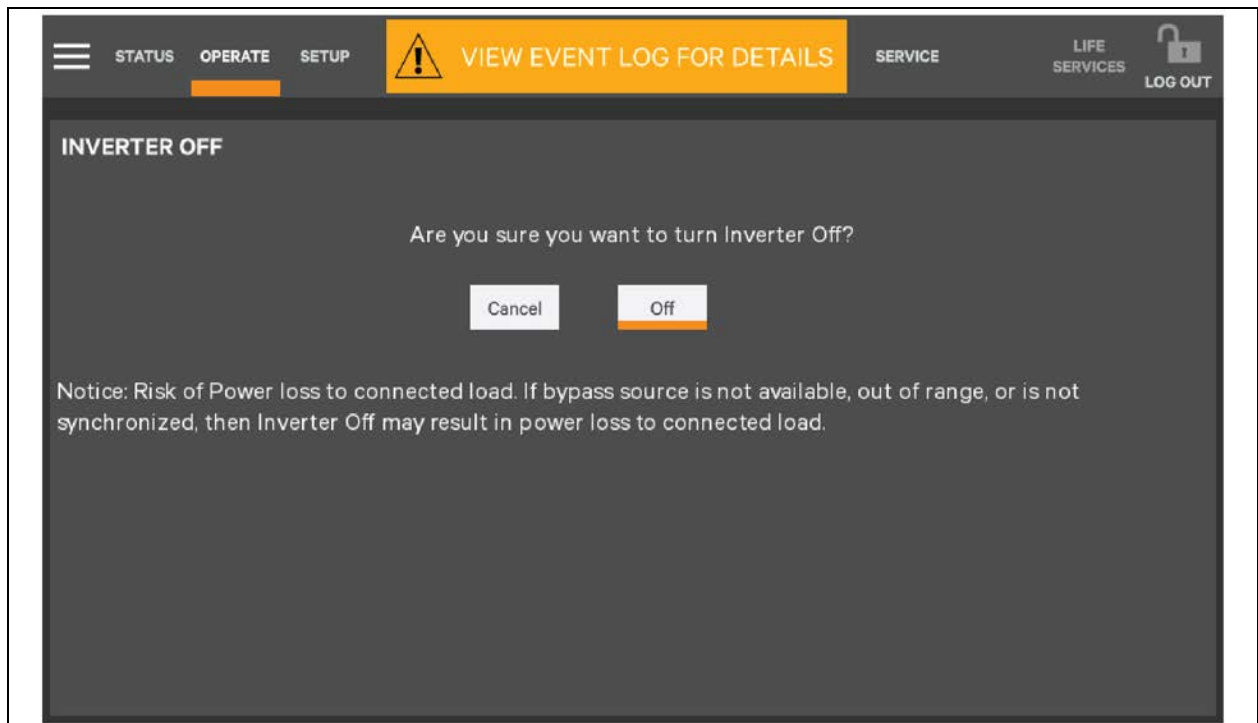 STATUS OPERATE SETUP VIEW EVENT LOG FOR DETAILS SERVICE LIFE SERVICES LOG OUT
INVERTER OFF
Are you sure you want to turn Inverter Off?
Cancel Off
Notice: Risk of Power loss to connected load. If bypass source is not available, out of range, or is not
synchronized, then Inverter Off may result in power loss to connected load.